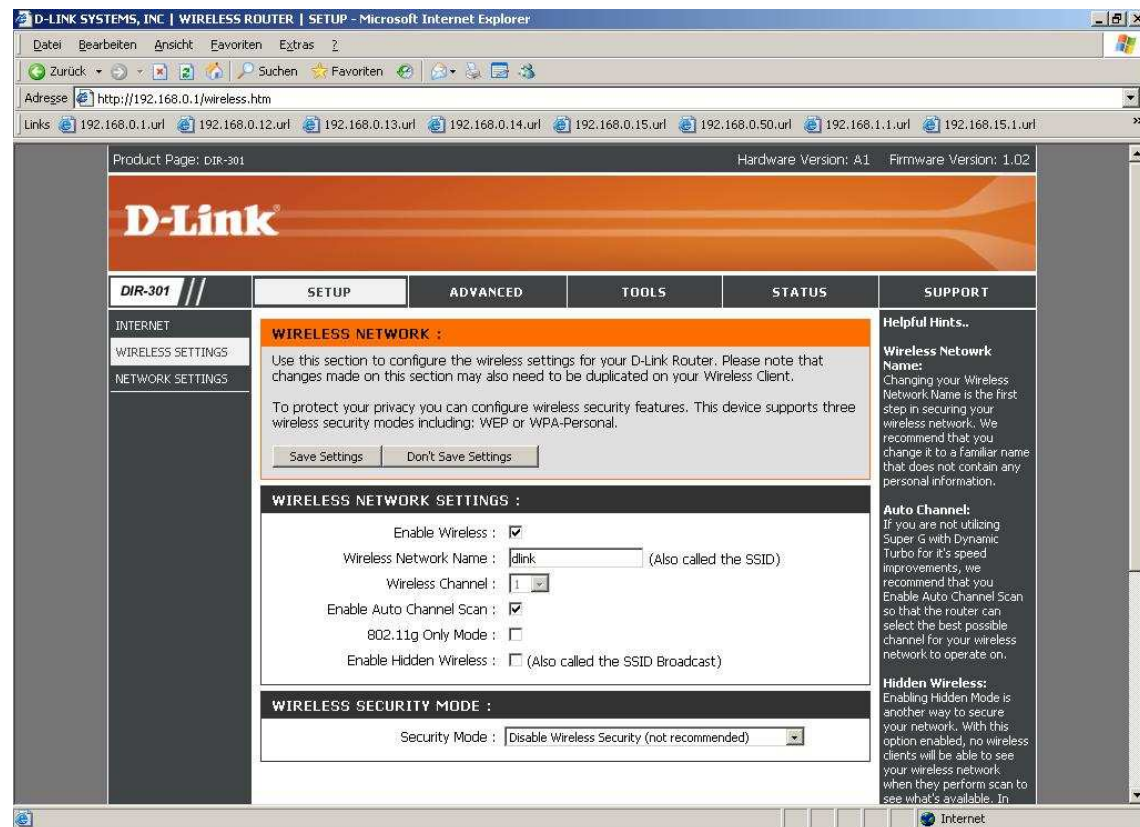 D-LINK SYSTEMS, INC | WIRELESS ROUTER | SETUP - Microsoft Internet Explorer
Datei Bearbeiten Ansicht Favoriten Extras ?
Zurück Suchen Favoriten
Adresse http://192.168.0.1/wireless.htm
Links 192.168.0.1.url 192.168.0.12.url 192.168.0.13.url 192.168.0.14.url 192.168.0.15.url 192.168.0.50.url 192.168.1.1.url 192.168.15.1.url »
Product Page: DIR-301 Hardware Version: A1 Firmware Version: 1.02
D-Link®
DIR-301 SETUP ADVANCED TOOLS STATUS SUPPORT
INTERNET
WIRELESS SETTINGS
NETWORK SETTINGS
WIRELESS NETWORK :
Use this section to configure the wireless settings for your D-Link Router. Please note that
changes made on this section may also need to be duplicated on your Wireless Client.
To protect your privacy you can configure wireless security features. This device supports three
wireless security modes including: WEP or WPA-Personal.
Save Settings Don't Save Settings
WIRELESS NETWORK SETTINGS :
Enable Wireless :
Wireless Network Name : dlink (Also called the SSID)
Wireless Channel : 1
Enable Auto Channel Scan :
802.11g Only Mode :
Enable Hidden Wireless : (Also called the SSID Broadcast)
WIRELESS SECURITY MODE :
Security Mode : Disable Wireless Security (not recommended)
Helpful Hints..
Wireless Netowrk
Name:
Changing your Wireless
Network Name is the first
step in securing your
wireless network. We
recommend that you
change it to a familiar name
that does not contain any
personal information.
Auto Channel:
If you are not utilizing
Super G with Dynamic
Turbo for it's speed
improvements, we
recommend that you
Enable Auto Channel Scan
so that the router can
select the best possible
channel for your wireless
network to operate on.
Hidden Wireless:
Enabling Hidden Mode is
another way to secure
your network. With this
option enabled, no wireless
clients will be able to see
your wireless network
when they perform scan to
see what's available. In
Internet